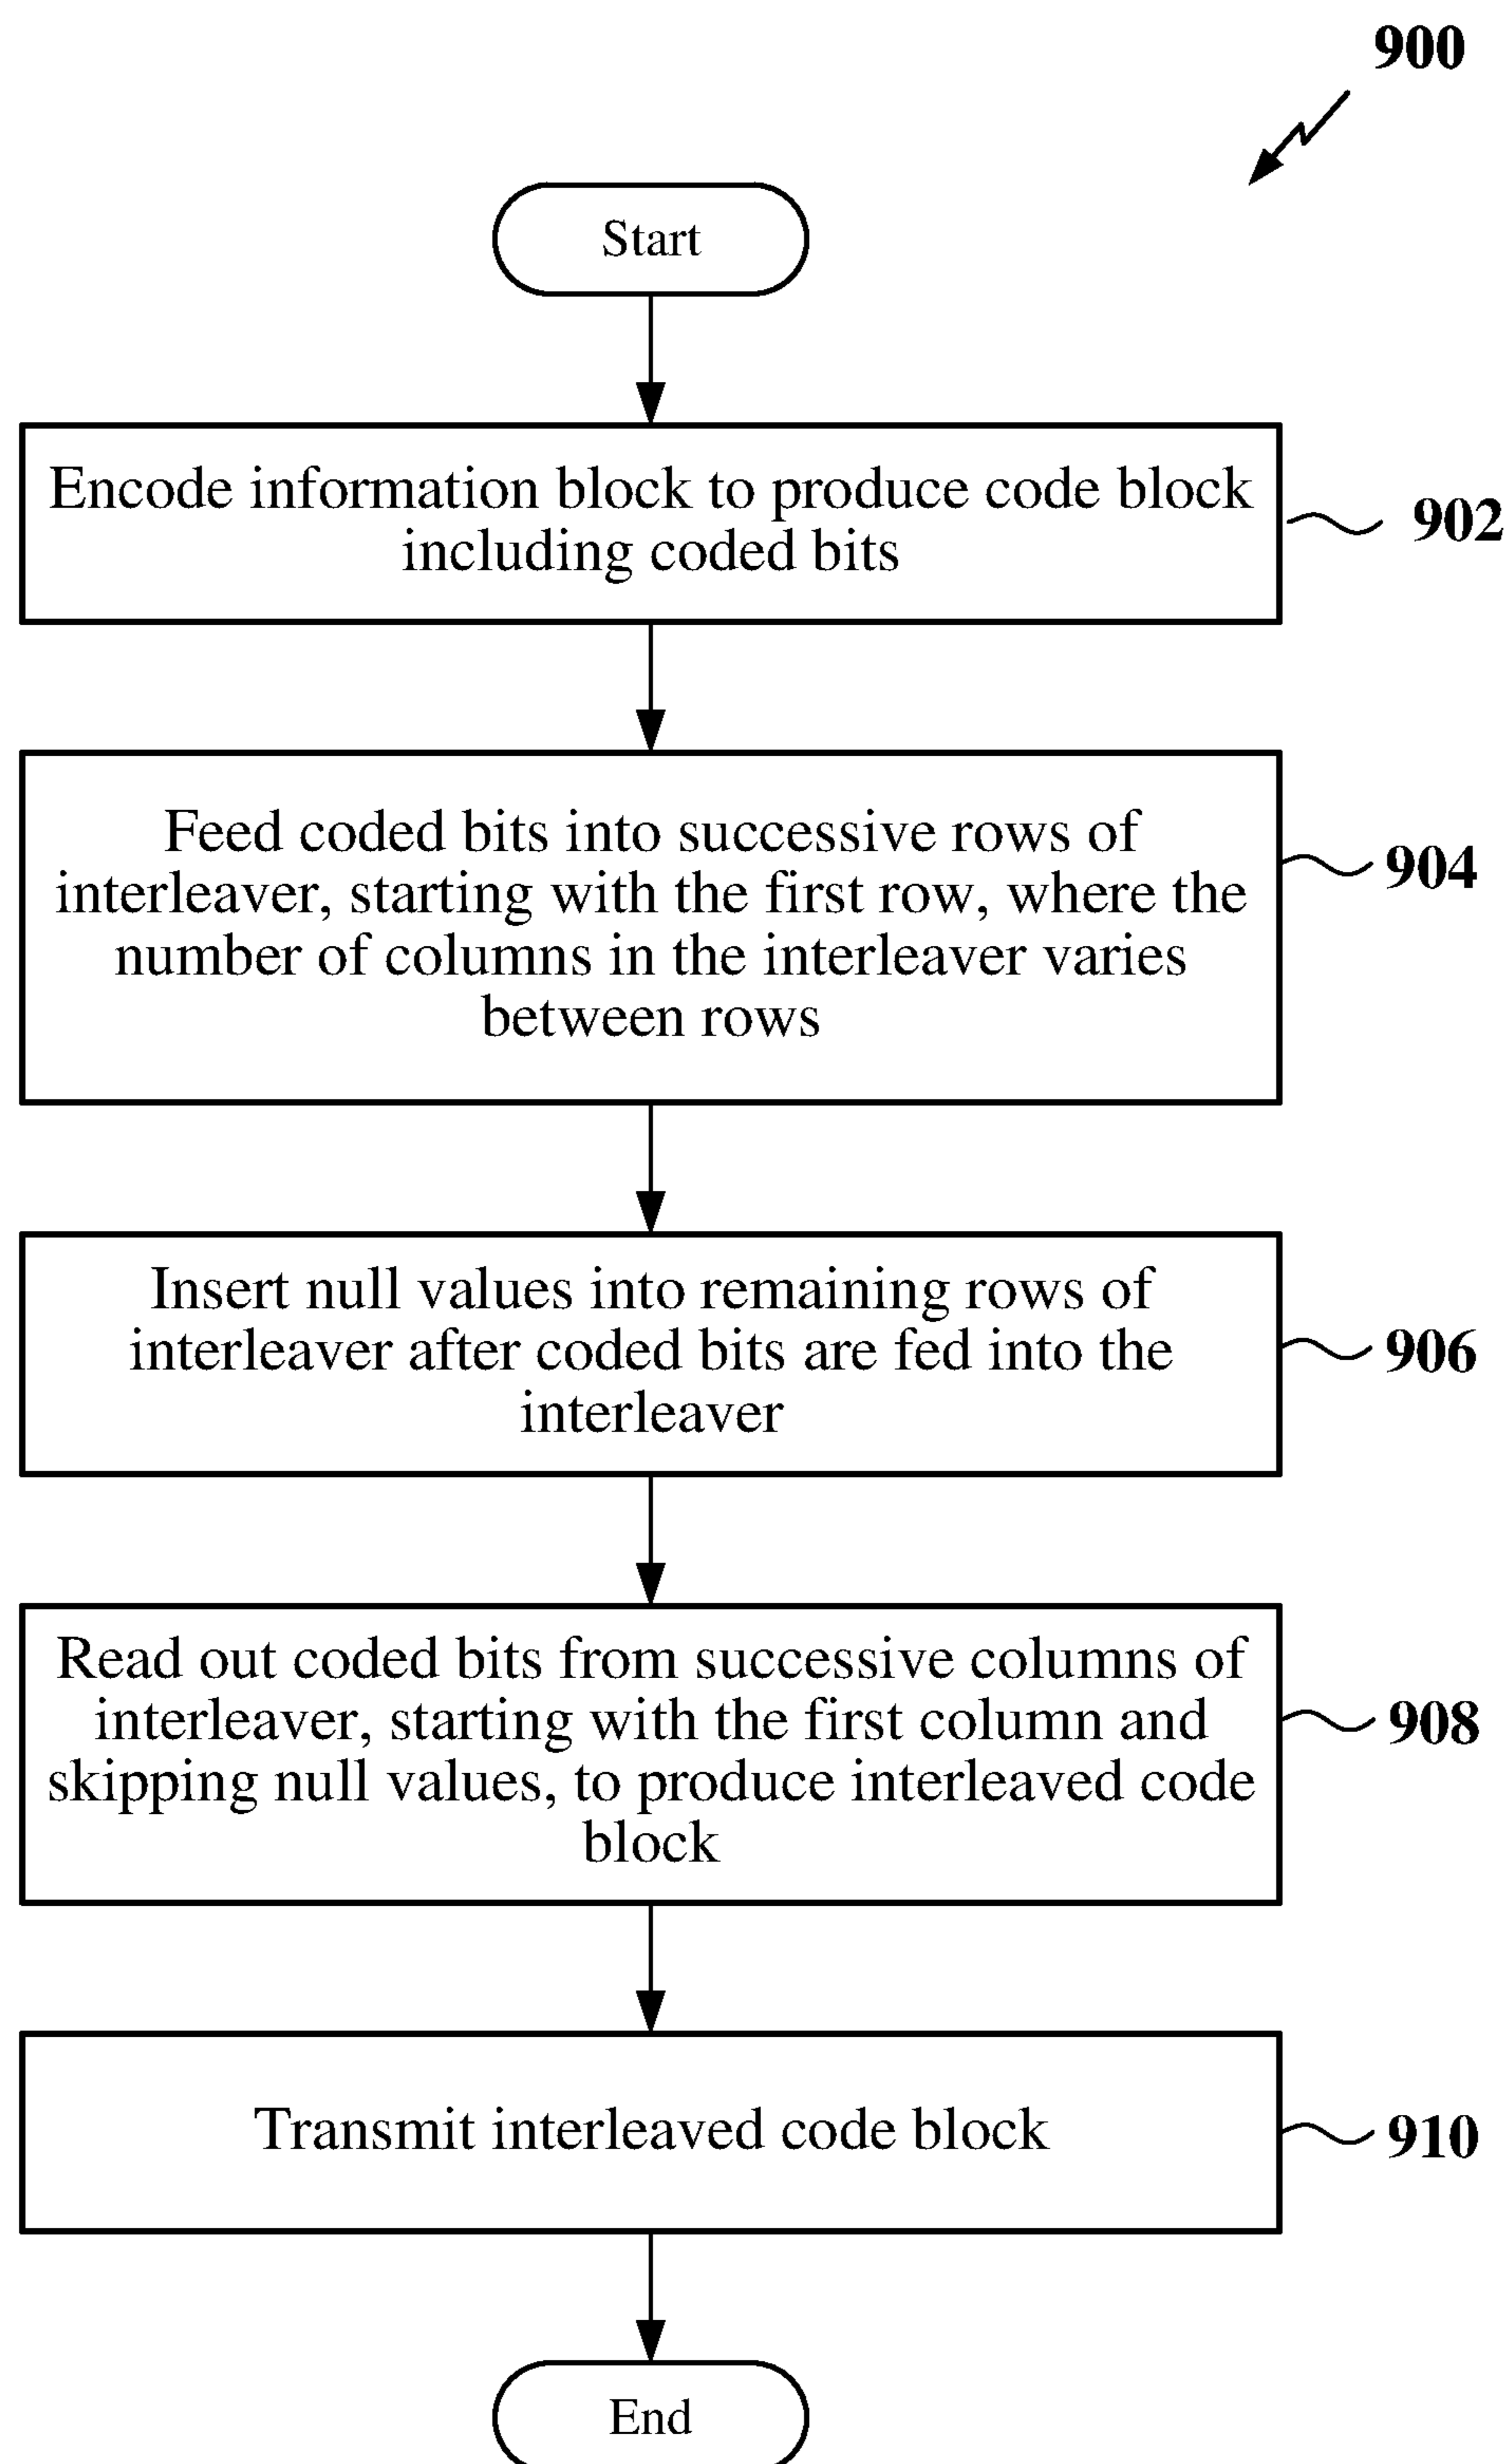 900
Start
Encode information block to produce code block
including coded bits
902
Feed coded bits into successive rows of
interleaver, starting with the first row, where the
number of columns in the interleaver varies
between rows
904
Insert null values into remaining rows of
interleaver after coded bits are fed into the
interleaver
906
Read out coded bits from successive columns of
interleaver, starting with the first column and
skipping null values, to produce interleaved code
block
908
Transmit interleaved code block
910
End